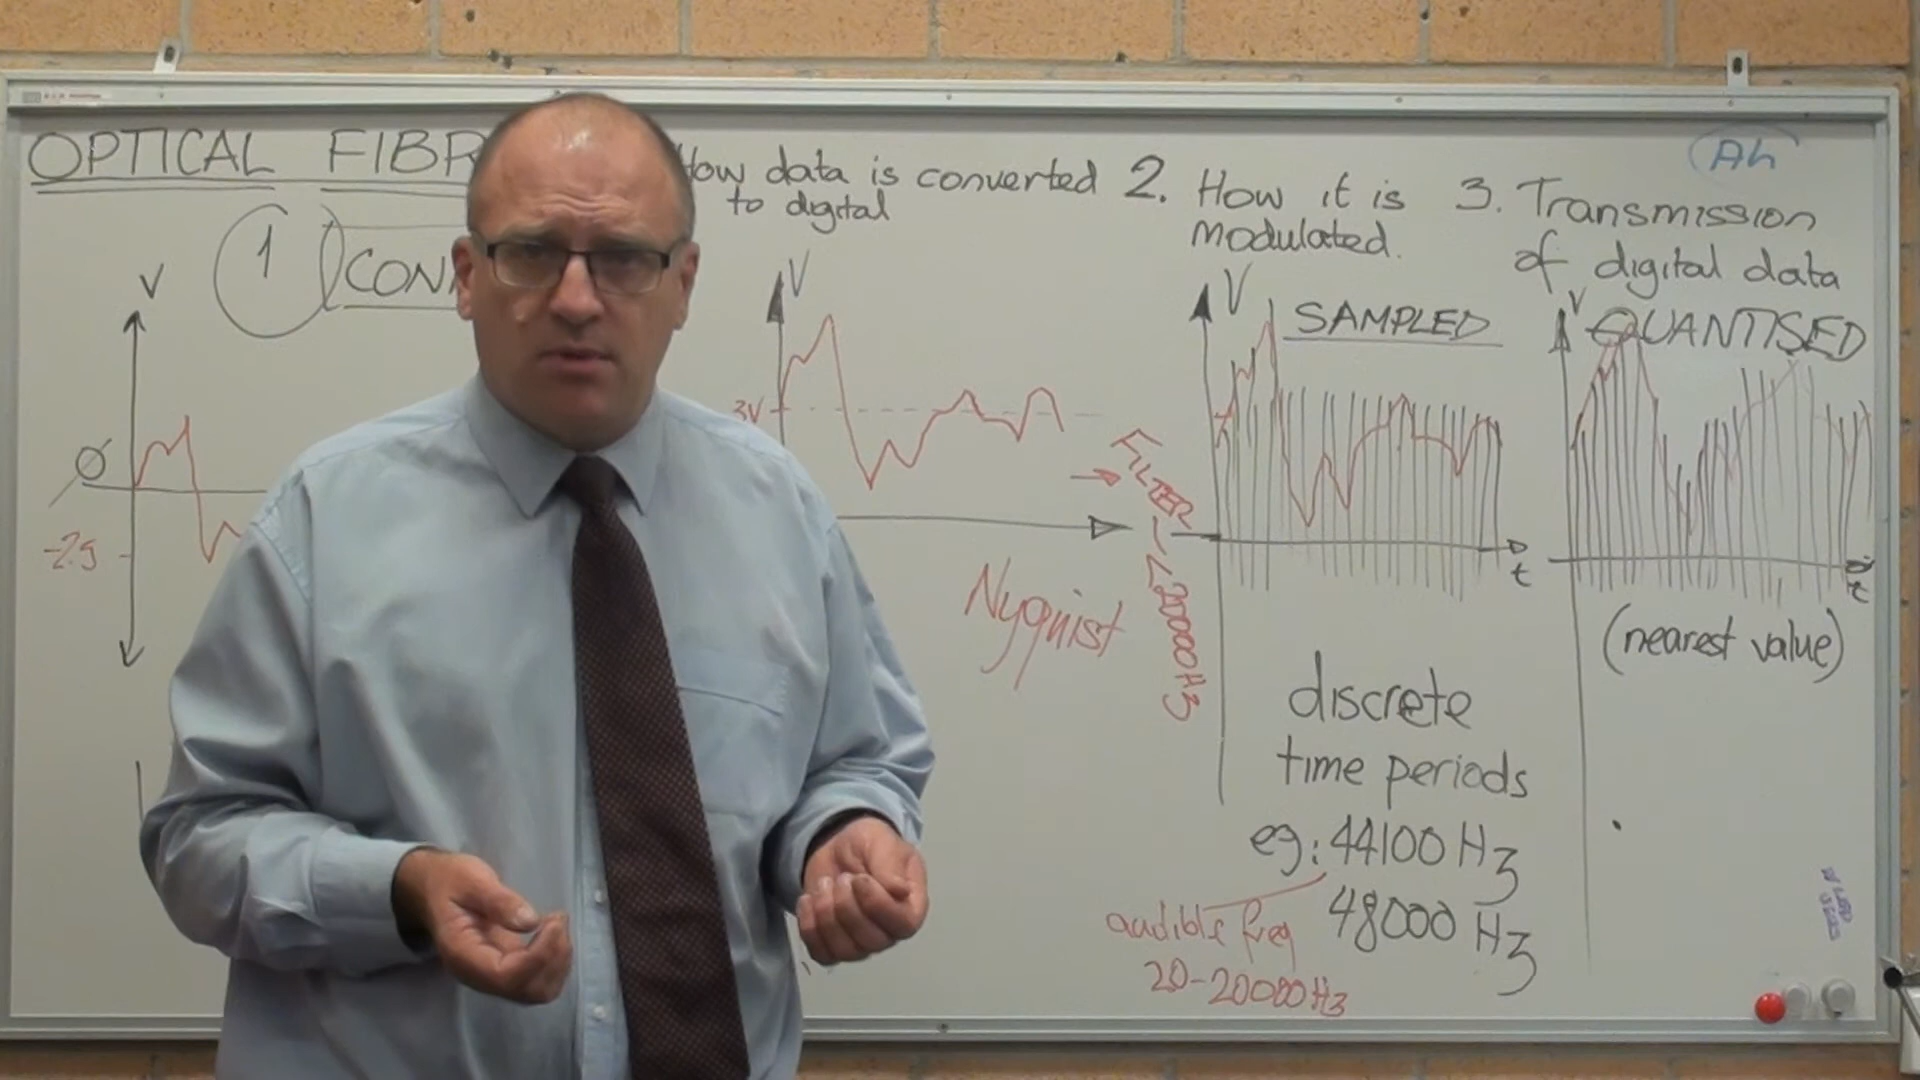 OPTICAL FIBR
How data is converted
to digital
2. How it is
modulated.
3. Transmission
of digital data
Ah
1
CON
V
Ø
-2.5
V
3V
FILTER
<20000Hz
Nyquist
V
SAMPLED
t
discrete
time periods
eg: 44100 Hz
48000 Hz
audible freq
20-20000Hz
V
QUANTISED
t
(nearest value)